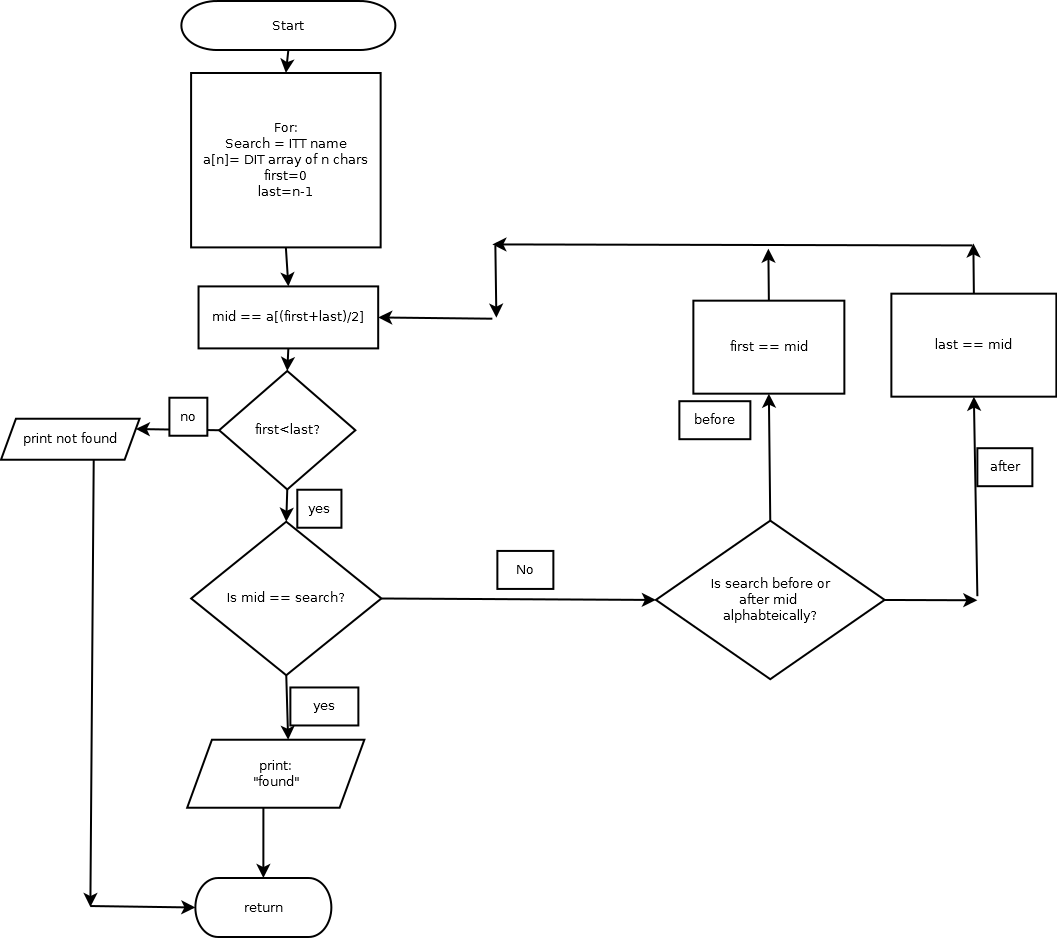 Start
For:
Search = ITT name
a[n]= DIT array of n chars
first=0
last=n-1
mid == a[(first+last)/2]
first == mid
last == mid
no
print not found
first<last?
before
after
yes
Is mid == search?
No
Is search before or
after mid
alphabteically?
yes
print:
"found"
return